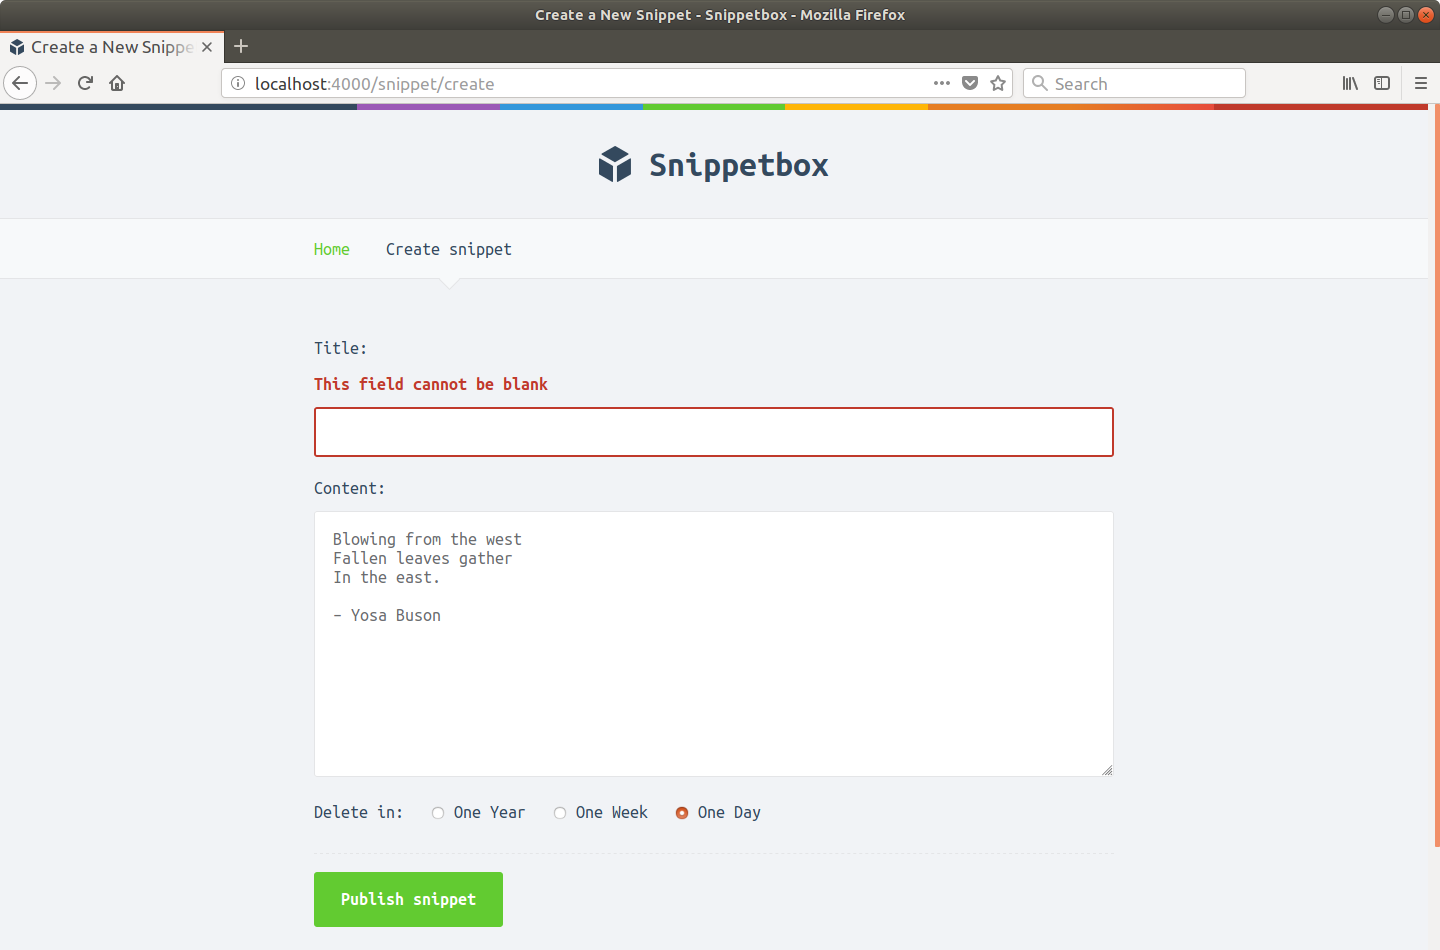 Create a New Snippet - Snippetbox - Mozilla Firefox
Create a New Snippe
localhost:4000/snippet/create
Search
Snippetbox
Home Create snippet
Title:
This field cannot be blank
Content:
Blowing from the west
Fallen leaves gather
In the east.
- Yosa Buson
Delete in: One Year One Week One Day
Publish snippet